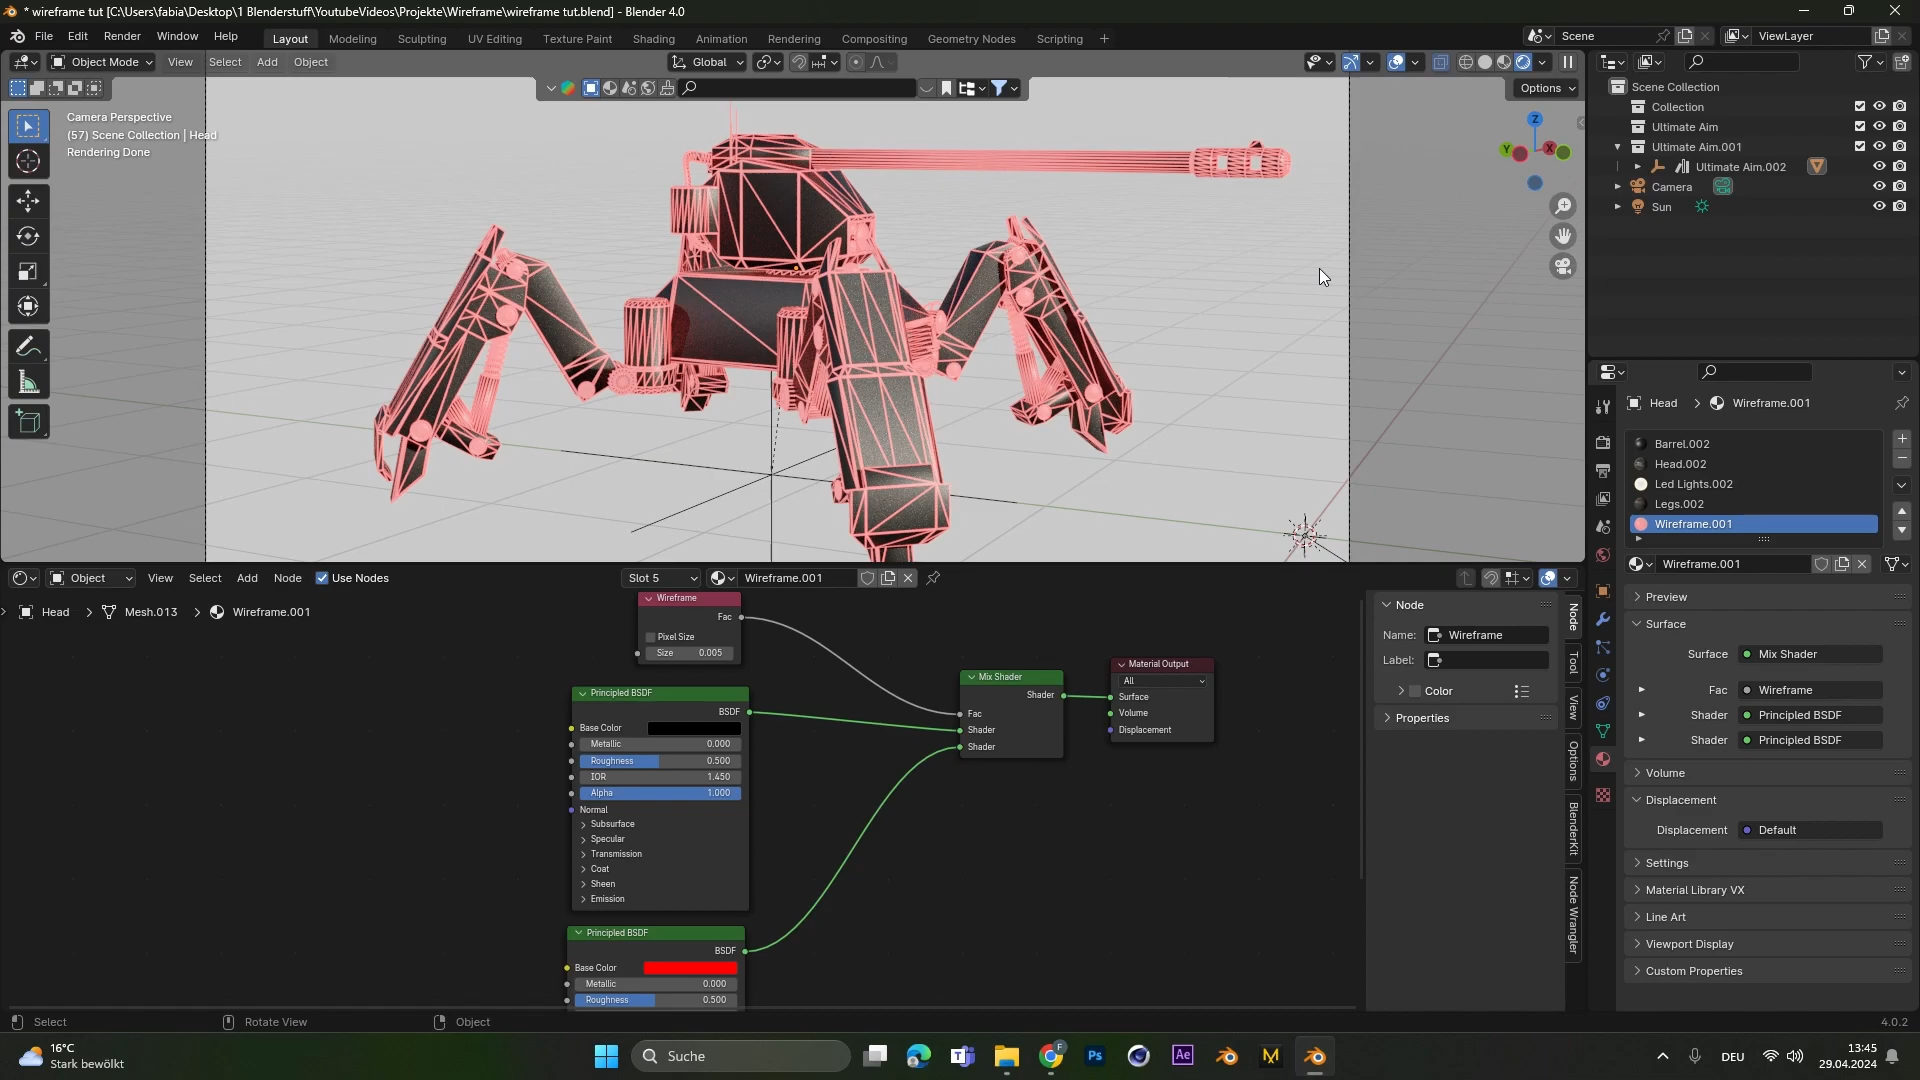 * wireframe tut [C:\Users\fabia\Desktop\1 Blenderstuff\YoutubeVideos\Projekte\Wireframe\wireframe tut.blend] - Blender 4.0
File Edit Render Window Help Layout Modeling Sculpting UV Editing Texture Paint Shading Animation Rendering Compositing Geometry Nodes Scripting + Scene ViewLayer
Object Mode View Select Add Object Global
Options
Camera Perspective
(57) Scene Collection | Head
Rendering Done
Z
Y X
Scene Collection
Collection
Ultimate Aim
Ultimate Aim.001
Ultimate Aim.002
Camera
Sun
Head > Wireframe.001
Barrel.002
Head.002
Led Lights.002
Legs.002
Wireframe.001
Wireframe.001
Preview
Surface
Surface Mix Shader
Fac Wireframe
Shader Principled BSDF
Shader Principled BSDF
Volume
Displacement
Displacement Default
Settings
Material Library VX
Line Art
Viewport Display
Custom Properties
Object View Select Add Node Use Nodes Slot 5 Wireframe.001
Head > Mesh.013 > Wireframe.001
Wireframe
Fac
Pixel Size
Size 0.005
Principled BSDF
BSDF
Base Color
Metallic 0.000
Roughness 0.500
IOR 1.450
Alpha 1.000
Normal
Subsurface
Specular
Transmission
Coat
Sheen
Emission
Principled BSDF
BSDF
Base Color
Metallic 0.000
Roughness 0.500
Mix Shader
Shader
Fac
Shader
Shader
Material Output
All
Surface
Volume
Displacement
Node
Name: Wireframe
Label:
Color
Properties
Node
Tool
View
Options
BlenderKit
Node Wrangler
Select Rotate View Object 4.0.2
16°C
Stark bewölkt
Suche
Ps
Ae
M
DEU
13:45
29.04.2024